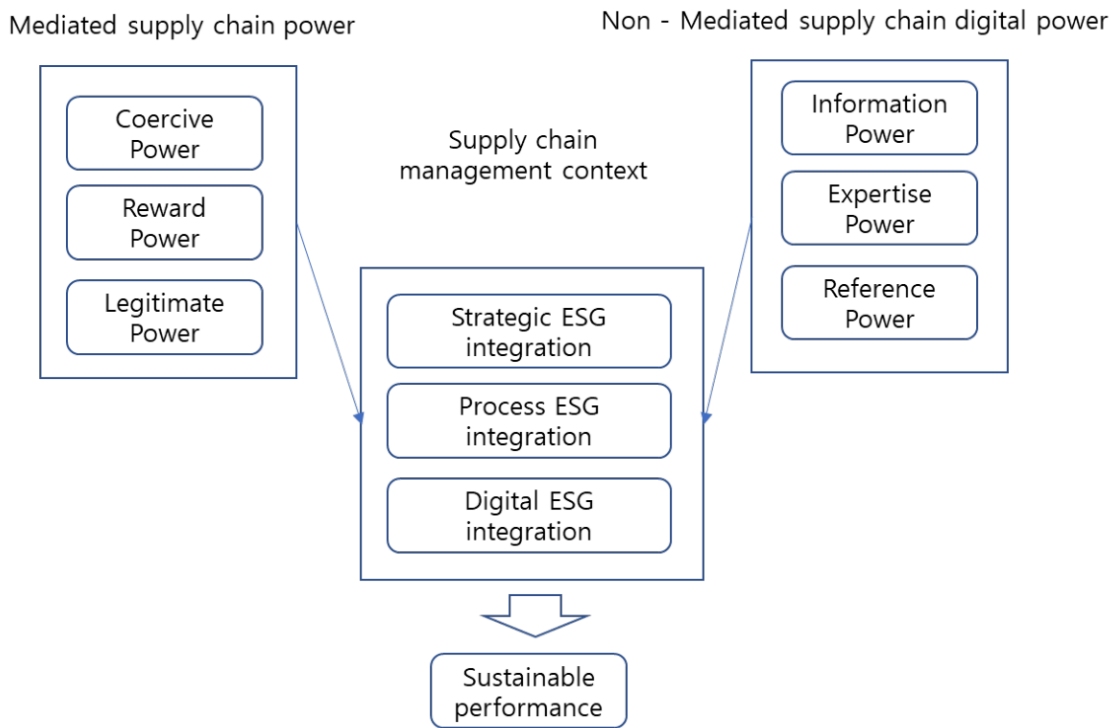 Mediated supply chain power
Non - Mediated supply chain digital power
Coercive
Power
Reward
Power
Legitimate
Power
Supply chain
management context
Information
Power
Expertise
Power
Reference
Power
Strategic ESG
integration
Process ESG
integration
Digital ESG
integration
Sustainable
performance